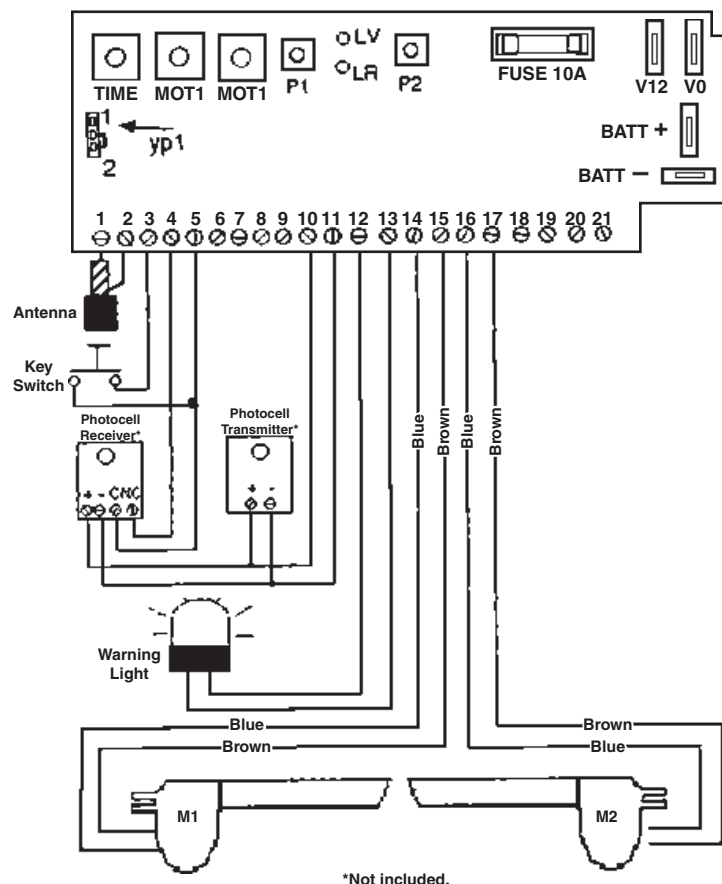 LV
LR
TIME MOT1 MOT1 P1 P2 FUSE 10A V12 V0
1
yp1
2
BATT +
BATT -
1 2 3 4 5 6 7 8 9 10 11 12 13 14 15 16 17 18 19 20 21
Antenna
Key
Switch
Photocell
Receiver*
Photocell
Transmitter*
+ - C NC
+ -
Blue
Brown
Blue
Brown
Warning
Light
Blue
Brown
Brown
Blue
M1
M2
*Not included.